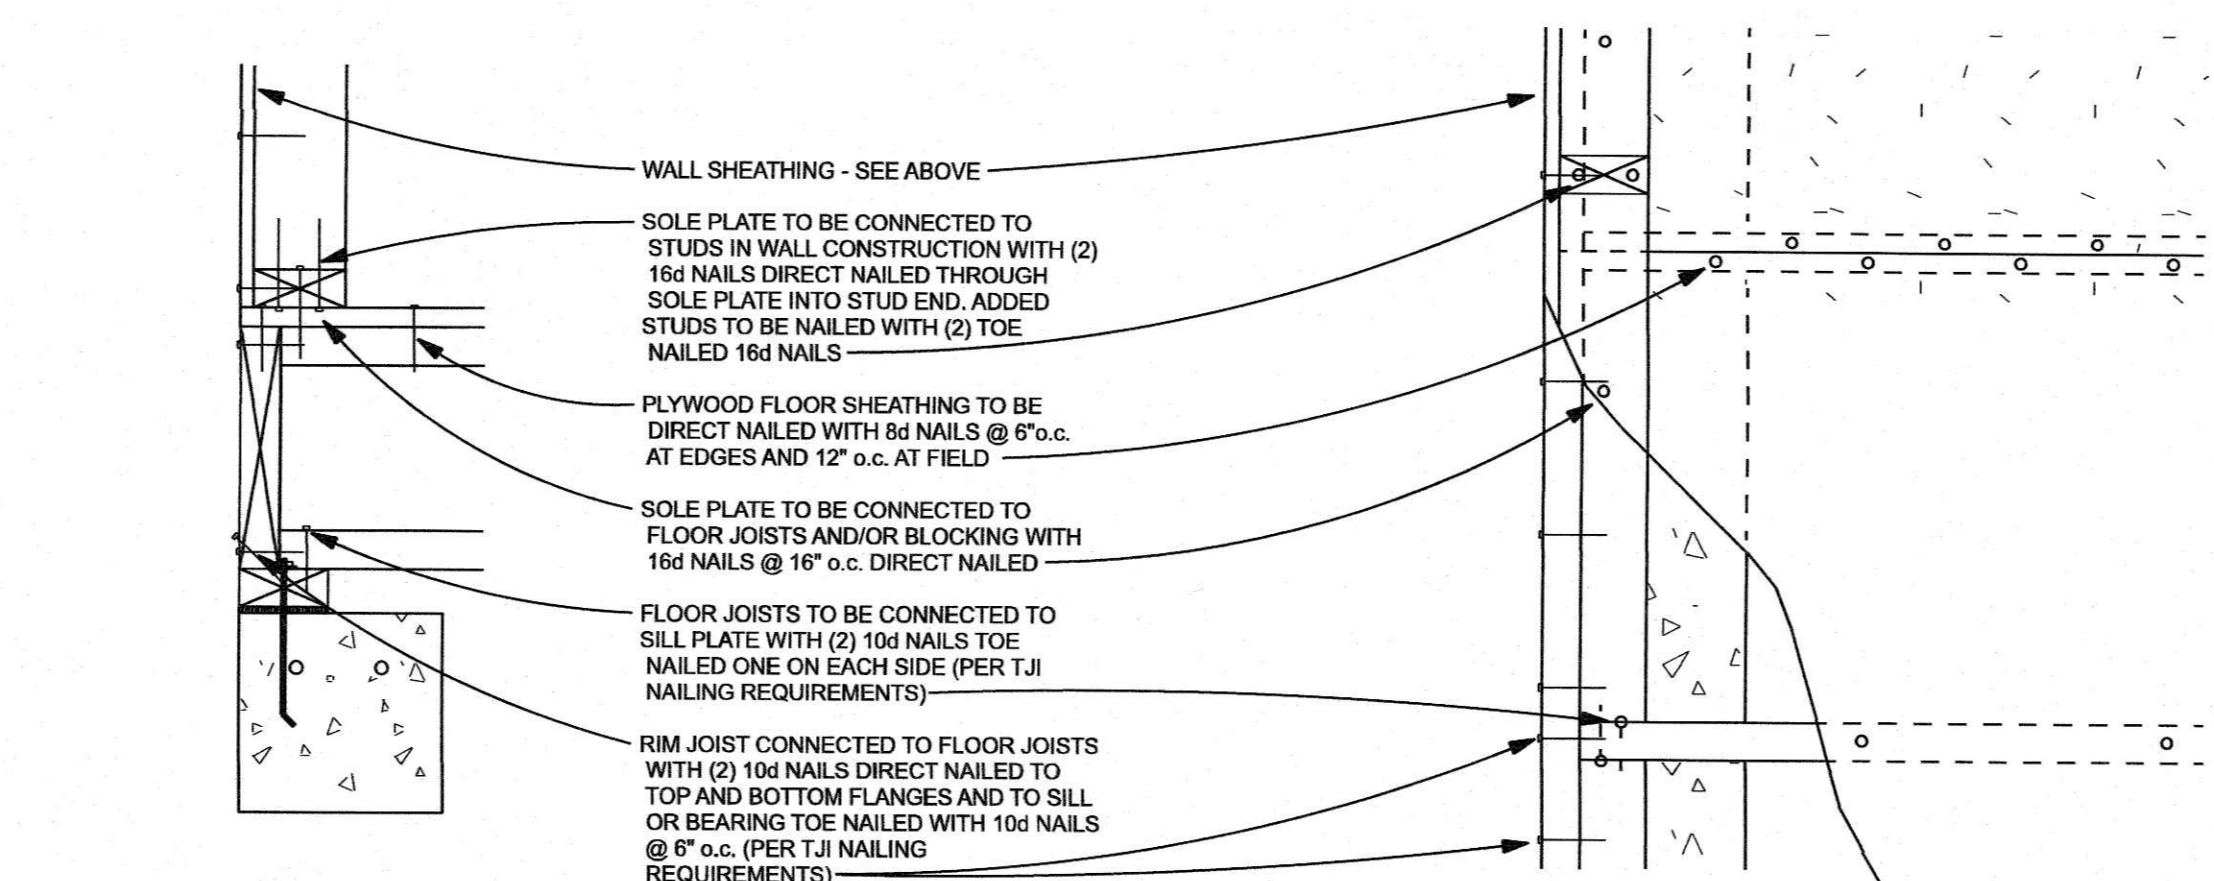 WALL SHEATHING - SEE ABOVE
SOLE PLATE TO BE CONNECTED TO
STUDS IN WALL CONSTRUCTION WITH (2)
16d NAILS DIRECT NAILED THROUGH
SOLE PLATE INTO STUD END. ADDED
STUDS TO BE NAILED WITH (2) TOE
NAILED 16d NAILS
PLYWOOD FLOOR SHEATHING TO BE
DIRECT NAILED WITH 8d NAILS @ 6"o.c.
AT EDGES AND 12" o.c. AT FIELD
SOLE PLATE TO BE CONNECTED TO
FLOOR JOISTS AND/OR BLOCKING WITH
16d NAILS @ 16" o.c. DIRECT NAILED
FLOOR JOISTS TO BE CONNECTED TO
SILL PLATE WITH (2) 10d NAILS TOE
NAILED ONE ON EACH SIDE (PER TJI
NAILING REQUIREMENTS)
RIM JOIST CONNECTED TO FLOOR JOISTS
WITH (2) 10d NAILS DIRECT NAILED TO
TOP AND BOTTOM FLANGES AND TO SILL
OR BEARING TOE NAILED WITH 10d NAILS
@ 6" o.c. (PER TJI NAILING
REQUIREMENTS)